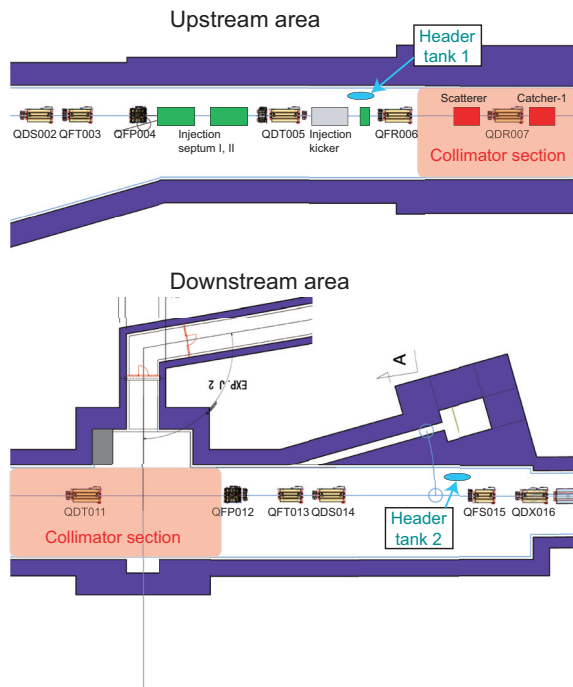 Upstream area
Header
tank 1
Scatterer
Catcher-1
QDS002
QFT003
QFP004
Injection
septum I, II
QDT005
Injection
kicker
QFR006
QDR007
Collimator section
Downstream area
EXP.J 2
A
QDT011
Collimator section
QFP012
QFT013
QDS014
Header
tank 2
QFS015
QDX016